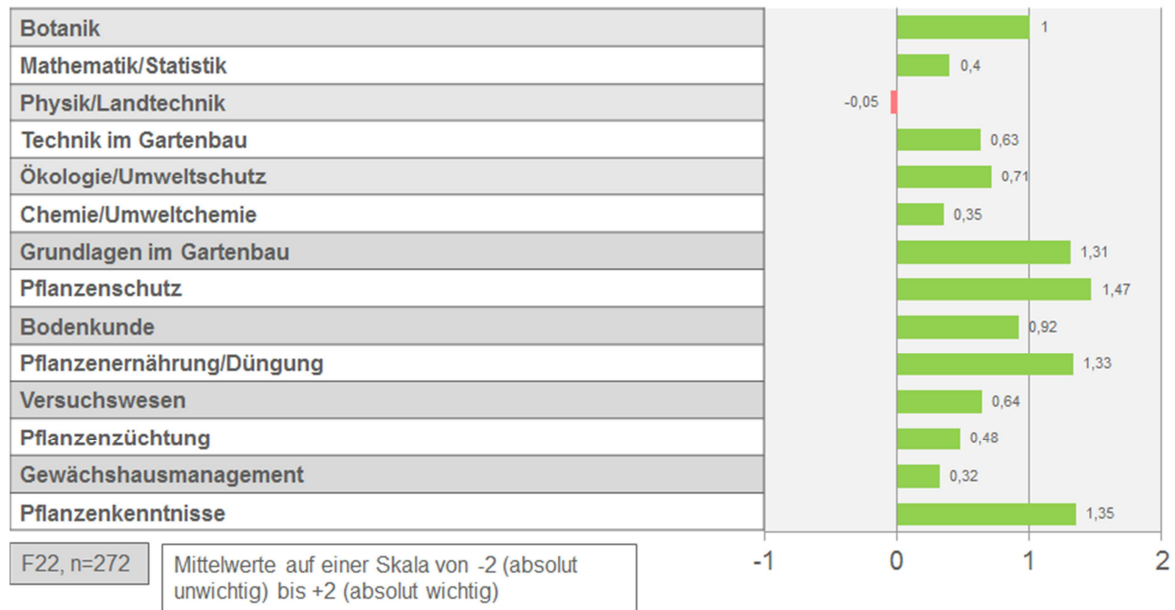 Botanik 1
Mathematik/Statistik 0,4
Physik/Landtechnik -0,05
Technik im Gartenbau 0,63
Ökologie/Umweltschutz 0,71
Chemie/Umweltchemie 0,35
Grundlagen im Gartenbau 1,31
Pflanzenschutz 1,47
Bodenkunde 0,92
Pflanzenernährung/Düngung 1,33
Versuchswesen 0,64
Pflanzenzüchtung 0,48
Gewächshausmanagement 0,32
Pflanzenkenntnisse 1,35
-1 0 1 2
F22, n=272
Mittelwerte auf einer Skala von -2 (absolut
unwichtig) bis +2 (absolut wichtig)